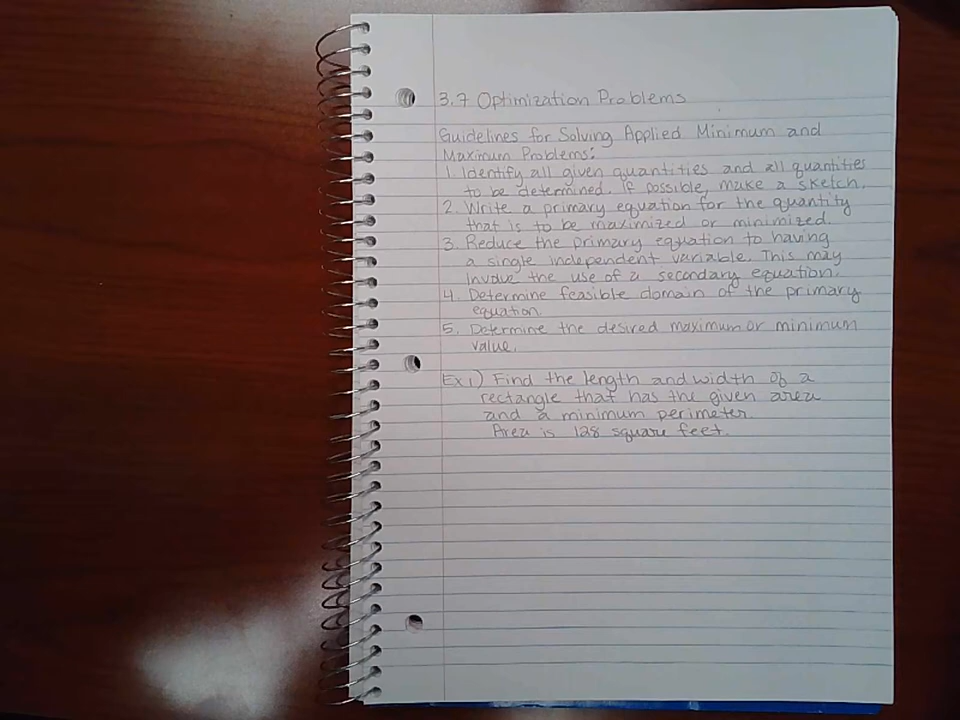 3.7 Optimization Problems
Guidelines for Solving Applied Minimum and
Maximum Problems:
1. Identify all given quantities and all quantities
to be determined. If possible, make a sketch.
2. Write a primary equation for the quantity
that is to be maximized or minimized.
3. Reduce the primary equation to having
a single independent variable. This may
involve the use of a secondary equation.
4. Determine feasible domain of the primary
equation.
5. Determine the desired maximum or minimum
value.
Ex1) Find the length and width of a
rectangle that has the given area
and a minimum perimeter.
Area is 128 square feet.